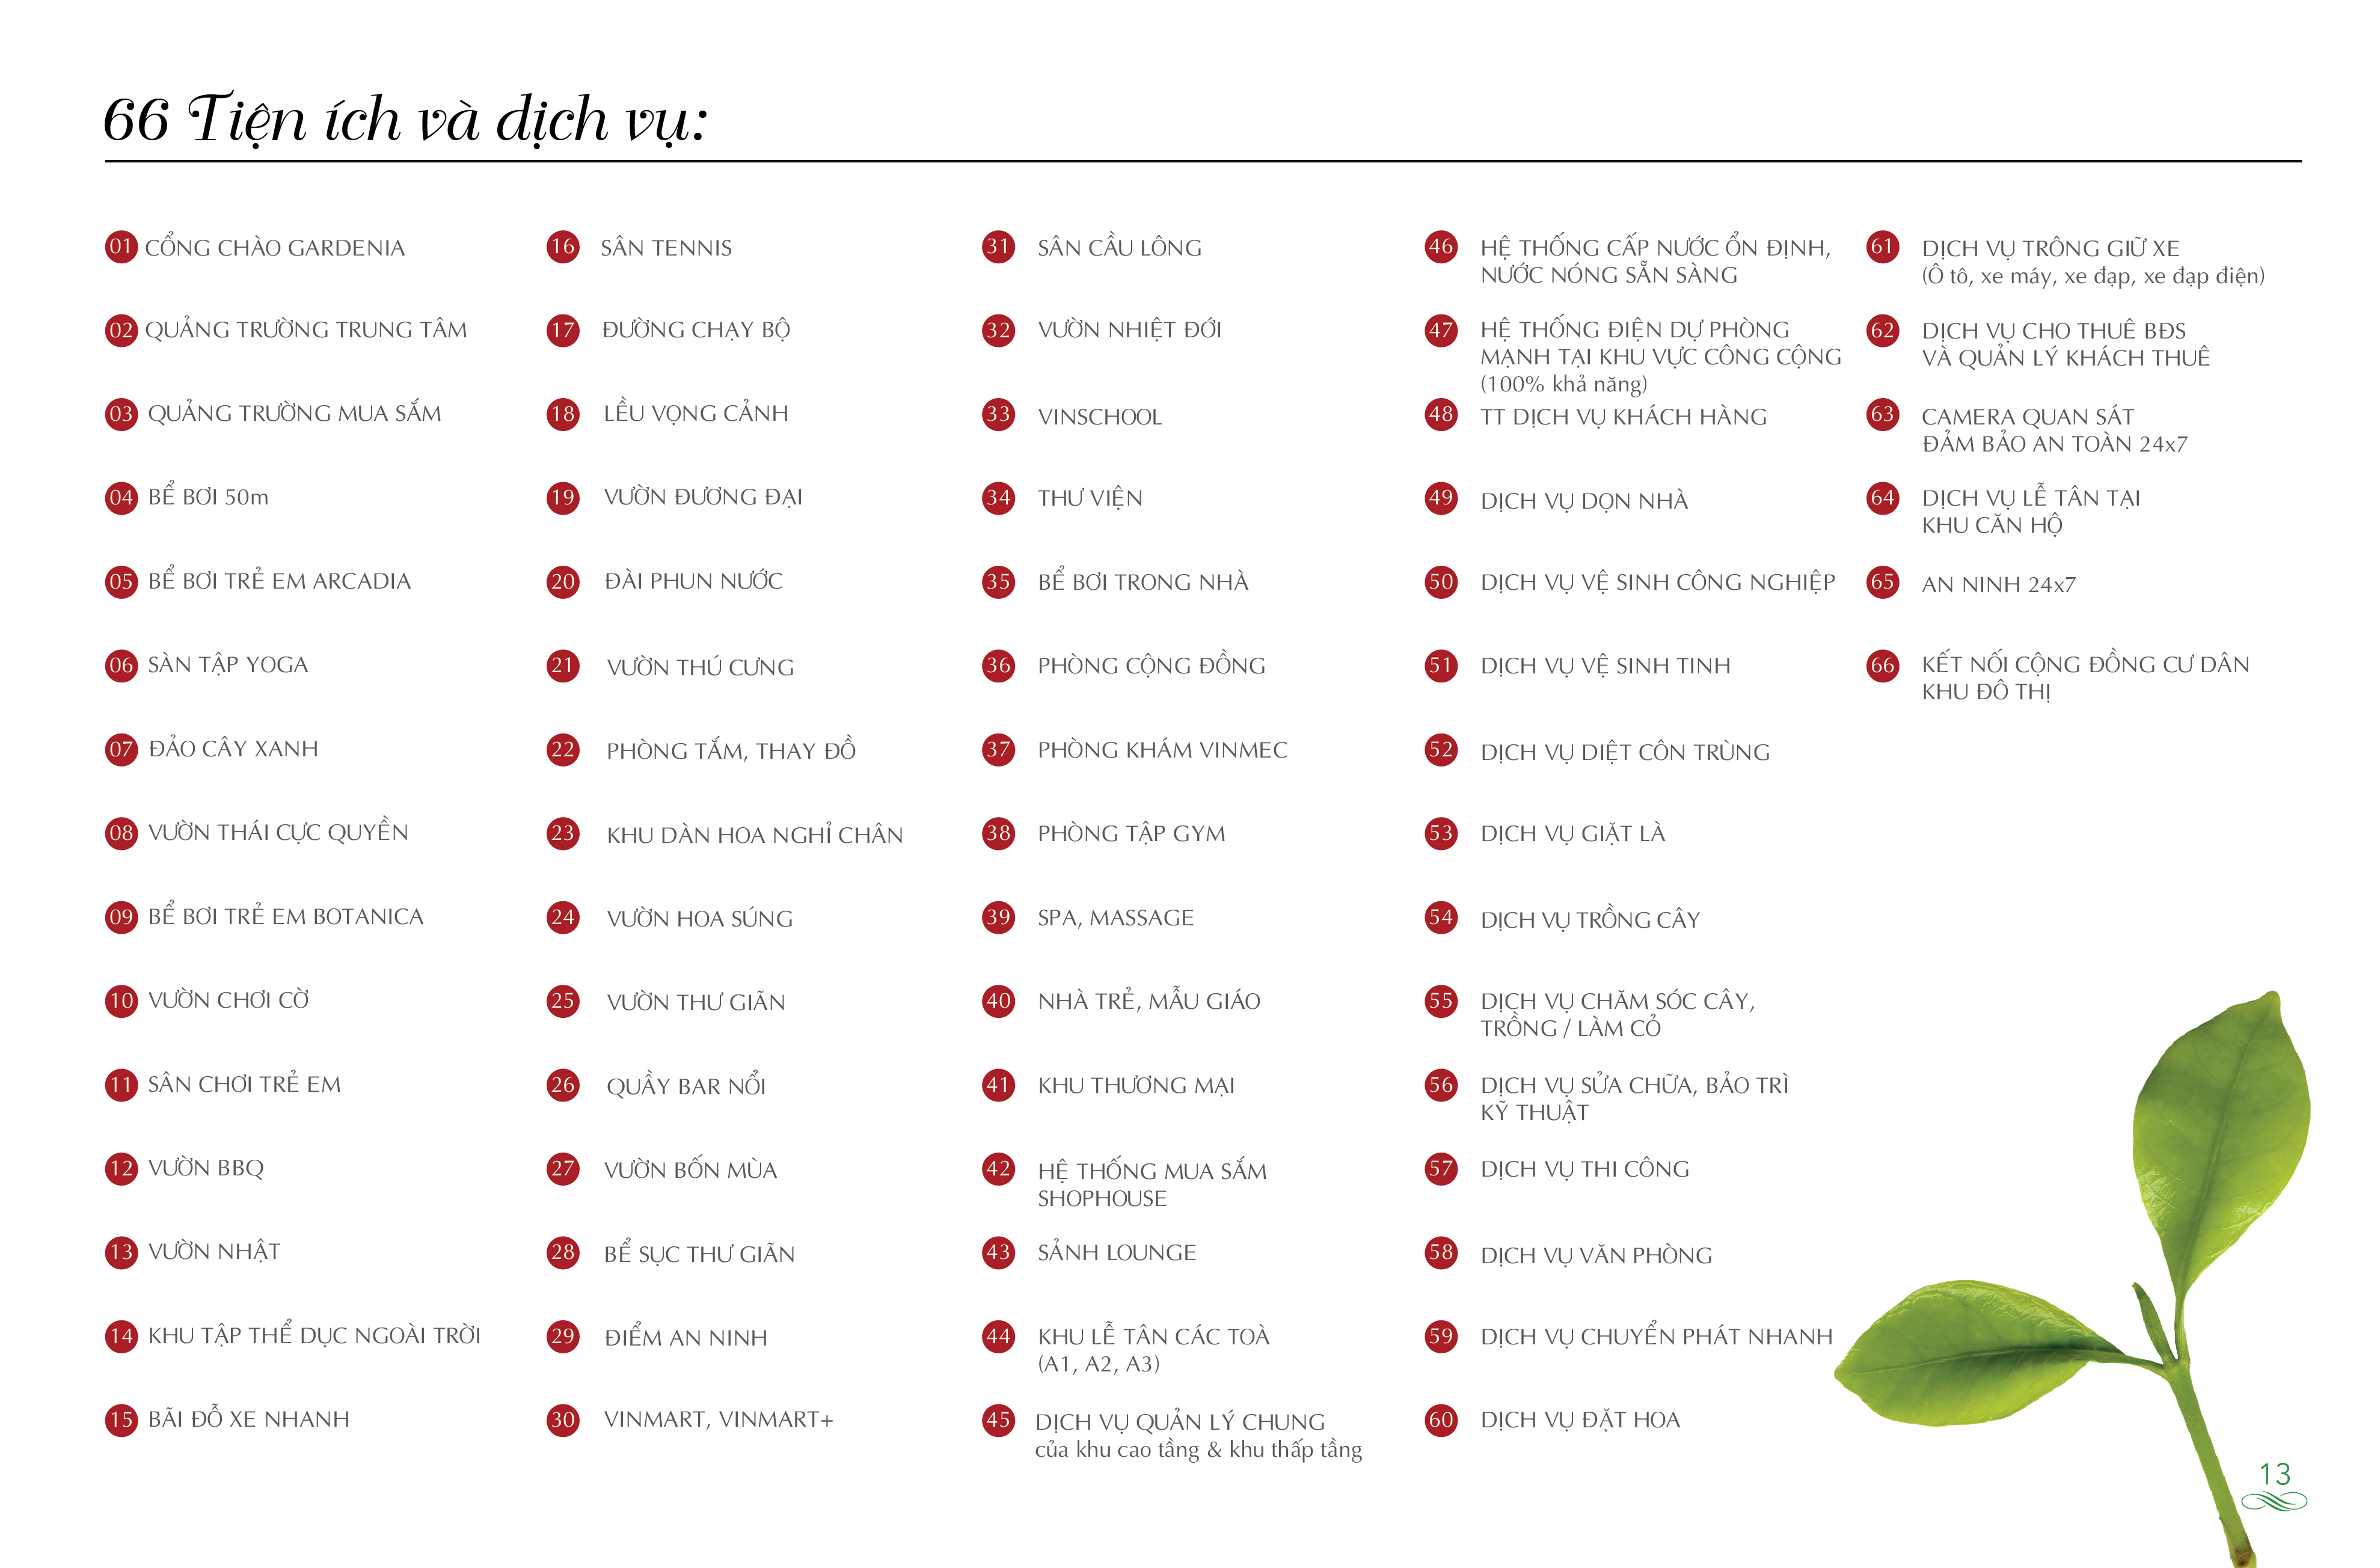 66 Tiện ích và dịch vụ:
01 CỔNG CHÀO GARDENIA
02 QUẢNG TRƯỜNG TRUNG TÂM
03 QUẢNG TRƯỜNG MUA SẮM
04 BỂ BƠI 50m
05 BỂ BƠI TRẺ EM ARCADIA
06 SÀN TẬP YOGA
07 ĐẢO CÂY XANH
08 VƯỜN THÁI CỰC QUYỀN
09 BỂ BƠI TRẺ EM BOTANICA
10 VƯỜN CHƠI CỜ
11 SÂN CHƠI TRẺ EM
12 VƯỜN BBQ
13 VƯỜN NHẬT
14 KHU TẬP THỂ DỤC NGOÀI TRỜI
15 BÃI ĐỖ XE NHANH
16 SÂN TENNIS
17 ĐƯỜNG CHẠY BỘ
18 LỀU VỌNG CẢNH
19 VƯỜN ĐƯƠNG ĐẠI
20 ĐÀI PHUN NƯỚC
21 VƯỜN THÚ CƯNG
22 PHÒNG TẮM, THAY ĐỒ
23 KHU DÀN HOA NGHỈ CHÂN
24 VƯỜN HOA SÚNG
25 VƯỜN THƯ GIÃN
26 QUẦY BAR NỔI
27 VƯỜN BỐN MÙA
28 BỂ SỤC THƯ GIÃN
29 ĐIỂM AN NINH
30 VINMART, VINMART+
31 SÂN CẦU LÔNG
32 VƯỜN NHIỆT ĐỚI
33 VINSCHOOL
34 THƯ VIỆN
35 BỂ BƠI TRONG NHÀ
36 PHÒNG CỘNG ĐỒNG
37 PHÒNG KHÁM VINMEC
38 PHÒNG TẬP GYM
39 SPA, MASSAGE
40 NHÀ TRẺ, MẪU GIÁO
41 KHU THƯƠNG MẠI
42 HỆ THỐNG MUA SẮM
SHOPHOUSE
43 SẢNH LOUNGE
44 KHU LỄ TÂN CÁC TOÀ
(A1, A2, A3)
45 DỊCH VỤ QUẢN LÝ CHUNG
của khu cao tầng & khu thấp tầng
46 HỆ THỐNG CẤP NƯỚC ỔN ĐỊNH,
NƯỚC NÓNG SẴN SÀNG
47 HỆ THỐNG ĐIỆN DỰ PHÒNG
MẠNH TẠI KHU VỰC CÔNG CỘNG
(100% khả năng)
48 TT DỊCH VỤ KHÁCH HÀNG
49 DỊCH VỤ DỌN NHÀ
50 DỊCH VỤ VỆ SINH CÔNG NGHIỆP
51 DỊCH VỤ VỆ SINH TINH
52 DỊCH VỤ DIỆT CÔN TRÙNG
53 DỊCH VỤ GIẶT LÀ
54 DỊCH VỤ TRỒNG CÂY
55 DỊCH VỤ CHĂM SÓC CÂY,
TRỒNG / LÀM CỎ
56 DỊCH VỤ SỬA CHỮA, BẢO TRÌ
KỸ THUẬT
57 DỊCH VỤ THI CÔNG
58 DỊCH VỤ VĂN PHÒNG
59 DỊCH VỤ CHUYỂN PHÁT NHANH
60 DỊCH VỤ ĐẶT HOA
61 DỊCH VỤ TRÔNG GIỮ XE
(Ô tô, xe máy, xe đạp, xe đạp điện)
62 DỊCH VỤ CHO THUÊ BĐS
VÀ QUẢN LÝ KHÁCH THUÊ
63 CAMERA QUAN SÁT
ĐẢM BẢO AN TOÀN 24x7
64 DỊCH VỤ LỄ TÂN TẠI
KHU CĂN HỘ
65 AN NINH 24x7
66 KẾT NỐI CỘNG ĐỒNG CƯ DÂN
KHU ĐÔ THỊ
13